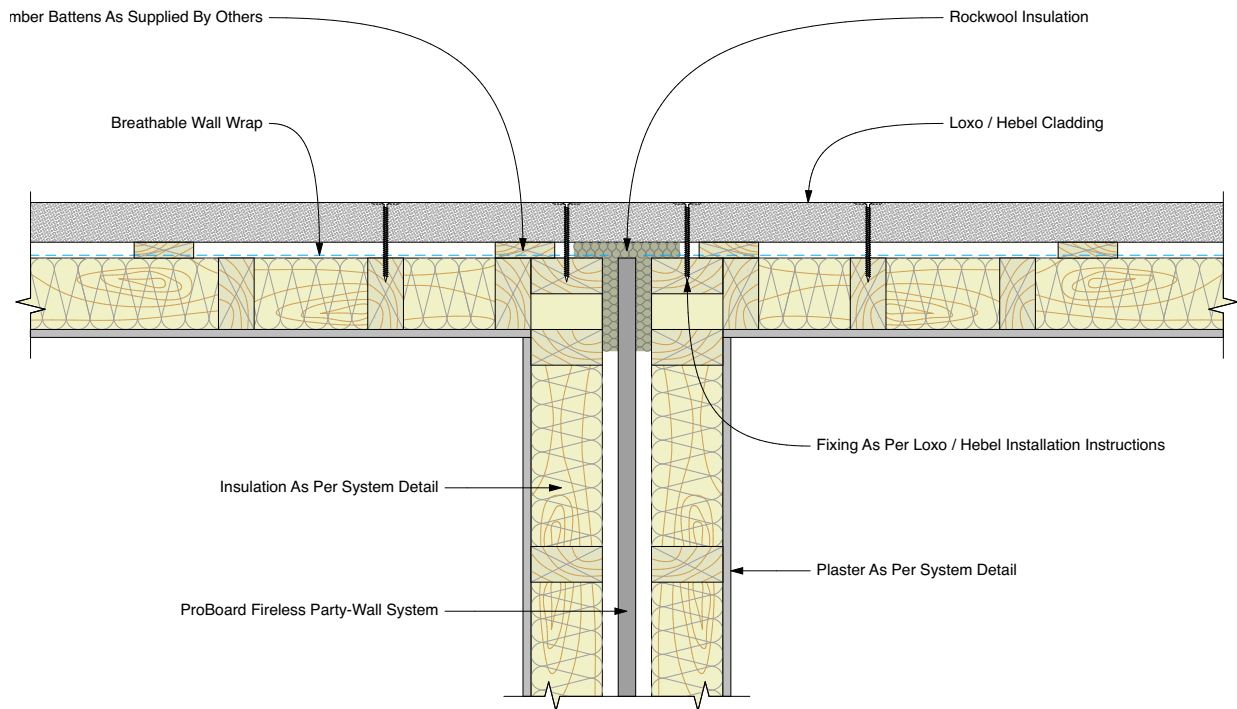 mber Battens As Supplied By Others
Rockwool Insulation
Breathable Wall Wrap
Loxo / Hebel Cladding
Fixing As Per Loxo / Hebel Installation Instructions
Insulation As Per System Detail
Plaster As Per System Detail
ProBoard Fireless Party-Wall System